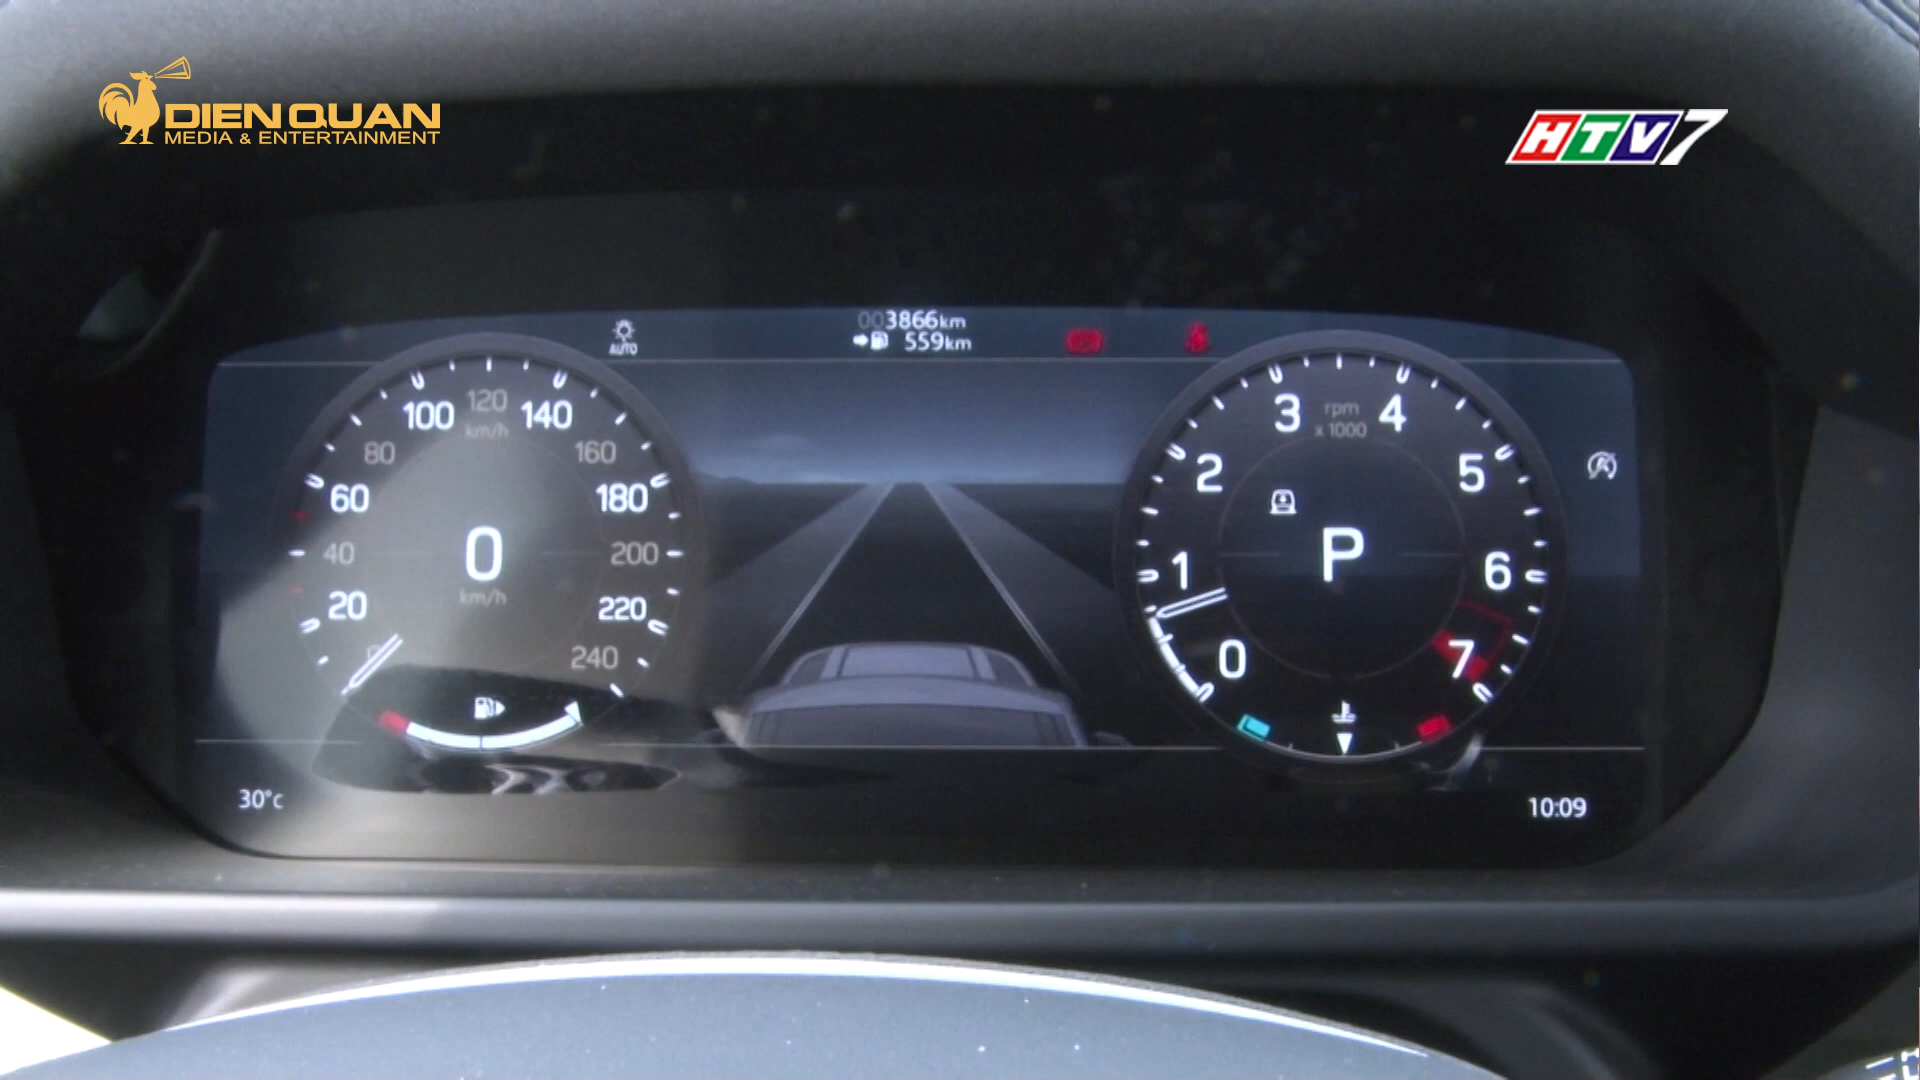 DIEN QUAN
MEDIA & ENTERTAINMENT
HTV7
AUTO
003866km
559km
100 120 140
km/h
80 160
60 180
40 0 200
km/h
20 220
240
3 rpm 4
x 1000
2 5
P
1 6
0 7
30°c
10:09